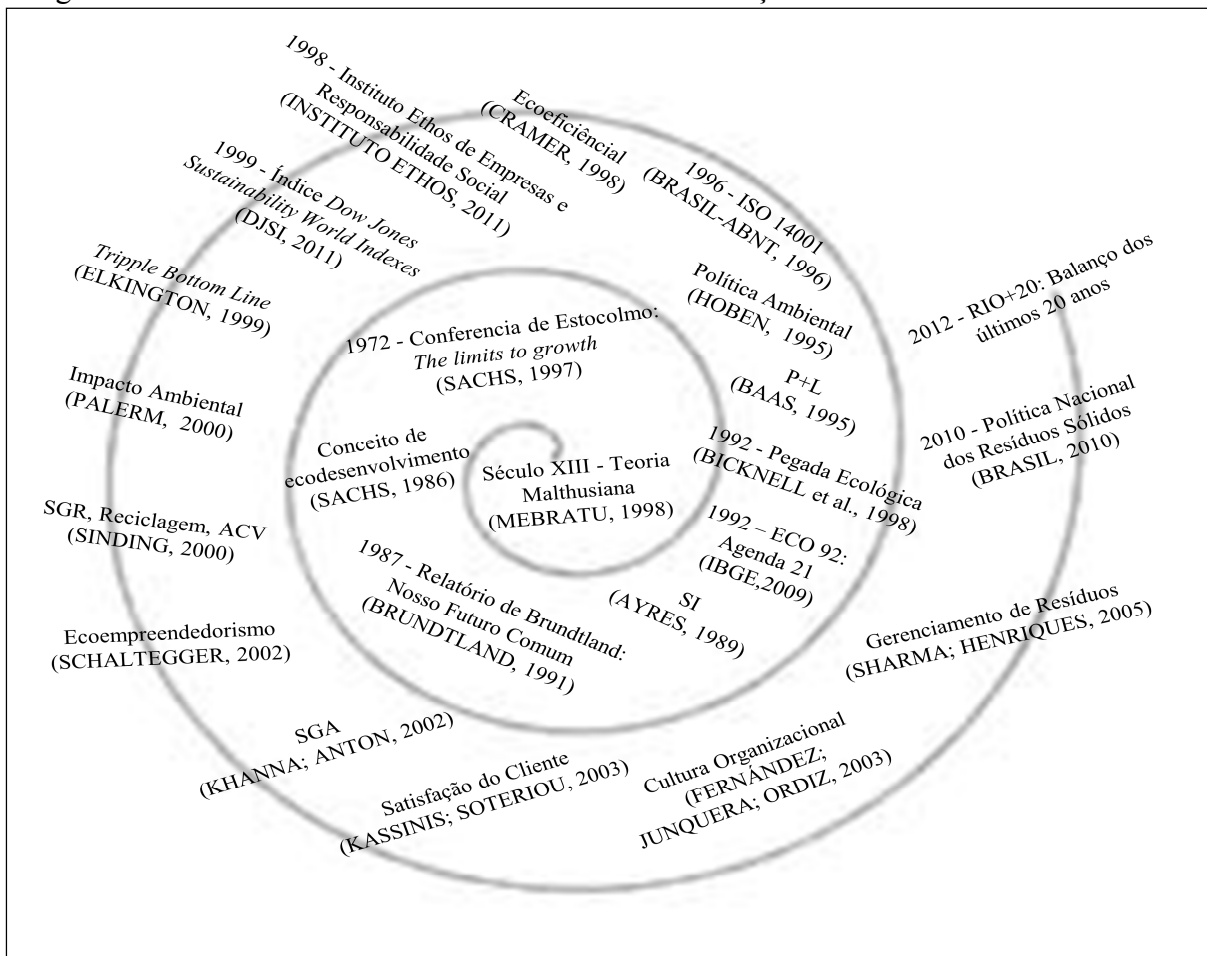 1998 - Instituto Ethos de Empresas e
Responsabilidade Social
(INSTITUTO ETHOS, 2011)
Ecoeficiêncial
(CRAMER, 1998)
1996 - ISO 14001
(BRASIL-ABNT, 1996)
1999 - Índice Dow Jones
Sustainability World Indexes
(DJSI, 2011)
Tripple Bottom Line
(ELKINGTON, 1999)
Política Ambiental
(HOBEN, 1995)
2012 - RIO+20: Balanço dos
últimos 20 anos
1972 - Conferencia de Estocolmo:
The limits to growth
(SACHS, 1997)
Impacto Ambiental
(PALERM, 2000)
P+L
(BAAS, 1995)
2010 - Política Nacional
dos Resíduos Sólidos
(BRASIL, 2010)
Conceito de
ecodesenvolvimento
(SACHS, 1986)
Século XIII - Teoria
Malthusiana
(MEBRATU, 1998)
1992 - Pegada Ecológica
(BICKNELL et al., 1998)
SGR, Reciclagem, ACV
(SINDING, 2000)
1992 – ECO 92:
Agenda 21
(IBGE,2009)
1987 - Relatório de Brundtland:
Nosso Futuro Comum
(BRUNDTLAND, 1991)
SI
(AYRES, 1989)
Ecoempreendedorismo
(SCHALTEGGER, 2002)
Gerenciamento de Resíduos
(SHARMA; HENRIQUES, 2005)
SGA
(KHANNA; ANTON, 2002)
Satisfação do Cliente
(KASSINIS; SOTERIOU, 2003)
Cultura Organizacional
(FERNÁNDEZ;
JUNQUERA; ORDIZ, 2003)